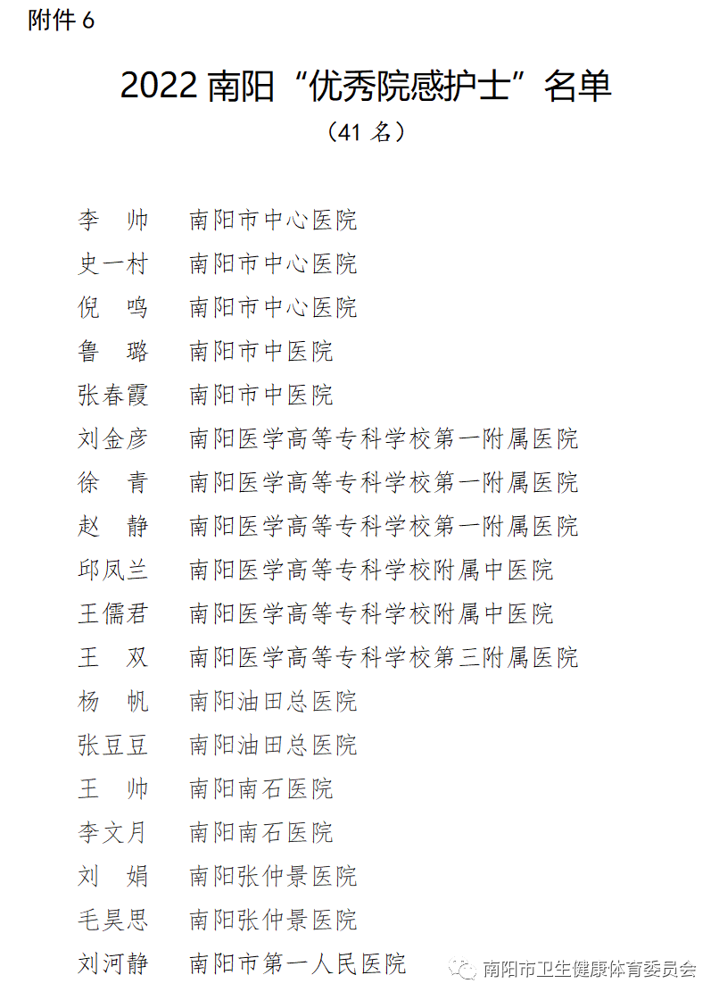 附件 6
2022 南阳“优秀院感护士”名单
（41 名）
李　帅　南阳市中心医院
史一村　南阳市中心医院
倪　鸣　南阳市中心医院
鲁　璐　南阳市中医院
张春霞　南阳市中医院
刘金彦　南阳医学高等专科学校第一附属医院
徐　青　南阳医学高等专科学校第一附属医院
赵　静　南阳医学高等专科学校第一附属医院
邱凤兰　南阳医学高等专科学校附属中医院
王儒君　南阳医学高等专科学校附属中医院
王　双　南阳医学高等专科学校第三附属医院
杨　帆　南阳油田总医院
张豆豆　南阳油田总医院
王　帅　南阳南石医院
李文月　南阳南石医院
刘　娟　南阳张仲景医院
毛昊思　南阳张仲景医院
刘河静　南阳市第一人民医院
南阳市卫生健康体育委员会